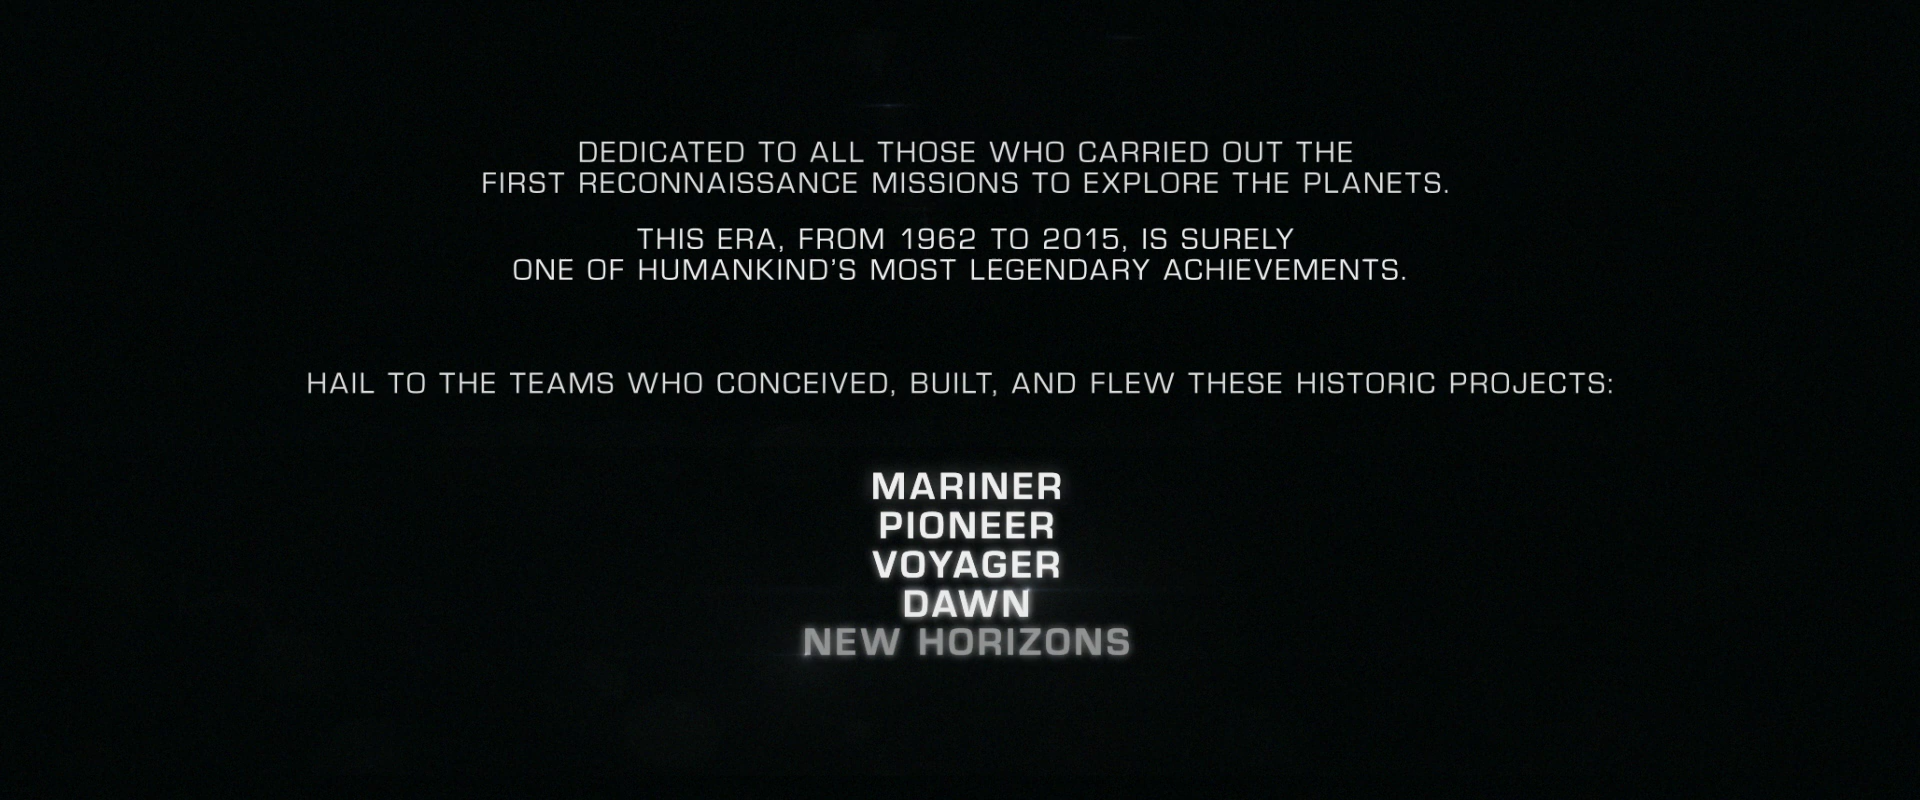 DEDICATED TO ALL THOSE WHO CARRIED OUT THE
FIRST RECONNAISSANCE MISSIONS TO EXPLORE THE PLANETS.
THIS ERA, FROM 1962 TO 2015, IS SURELY
ONE OF HUMANKIND’S MOST LEGENDARY ACHIEVEMENTS.
HAIL TO THE TEAMS WHO CONCEIVED, BUILT, AND FLEW THESE HISTORIC PROJECTS:
MARINER
PIONEER
VOYAGER
DAWN
NEW HORIZONS